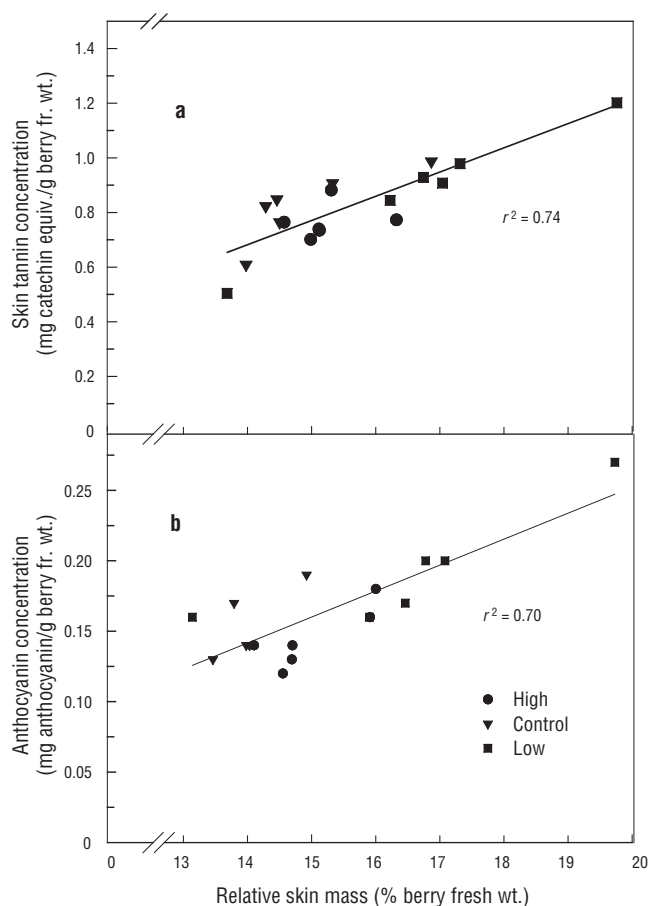 1.4
1.2
1.0
0.8
0.6
0.4
0.2
0
Skin tannin concentration
(mg catechin equiv./g berry fr. wt.)
a
r² = 0.74
0.25
0.20
0.15
0.10
0.05
0
Anthocyanin concentration
(mg anthocyanin/g berry fr. wt.)
b
r² = 0.70
High
Control
Low
0 13 14 15 16 17 18 19 20
Relative skin mass (% berry fresh wt.)